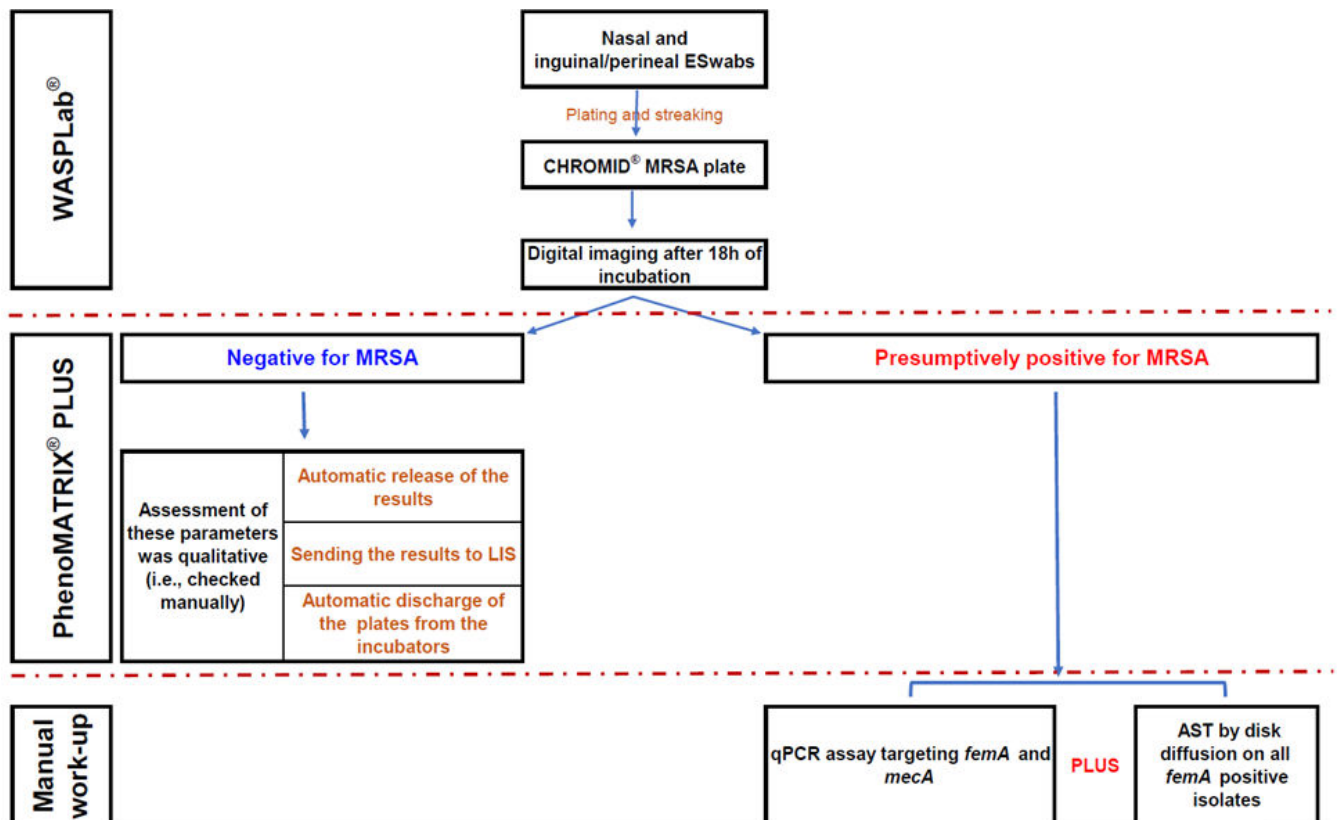 WASPLab®
Nasal and
inguinal/perineal ESwabs
Plating and streaking
CHROMID® MRSA plate
Digital imaging after 18h of
incubation
PhenoMATRIX® PLUS
Negative for MRSA
Presumptively positive for MRSA
Assessment of
these parameters
was qualitative
(i.e., checked
manually)
Automatic release of the
results
Sending the results to LIS
Automatic discharge of
the plates from the
incubators
Manual
work-up
qPCR assay targeting femA and
mecA
PLUS
AST by disk
diffusion on all
femA positive
isolates